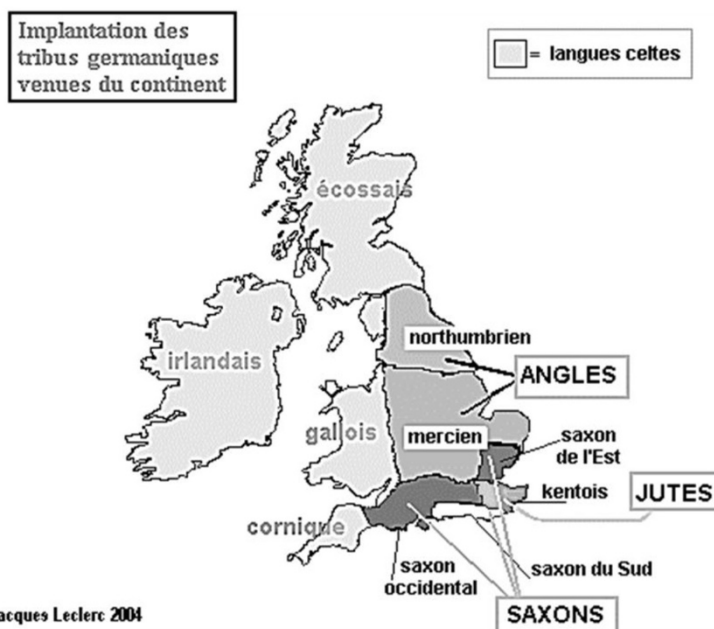 Implantation des
tribus germaniques
venues du continent
= langues celtes
écossais
northumbrien
irlandais
ANGLES
gallois
mercien
saxon
de l'Est
kentois
JUTES
cornique
saxon
occidental
saxon du Sud
SAXONS
acques Leclerc 2004